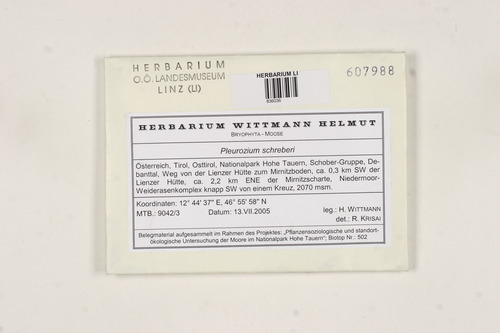 HERBARIUM
O.Ö. LANDESMUSEUM
LINZ (LI)
HERBARIUM LI
607988
HERBARIUM WITTMANN HELMUT
BRYOPHYTA - MOOSE
Pleurozium schreberi
Österreich, Tirol, Osttirol, Nationalpark Hohe Tauern, Schober-Gruppe, De-
banttal, Weg von der Lienzer Hütte zum Mirnitzboden, ca. 0,3 km SW der
Lienzer Hütte, ca. 2,2 km ENE der Mirnitzscharte, Niedermoor-
Weiderasenkomplex knapp SW von einem Kreuz, 2070 msm.
Koordinaten: 12° 44' 37" E, 46° 55' 58" N
leg.: H. WITTMANN
MTB.: 9042/3 Datum: 13.VII.2005
det.: R. KRISAI
Belegmaterial aufgesammelt im Rahmen des Projektes: „Pflanzensoziologische und standort-
ökologische Untersuchung der Moore im Nationalpark Hohe Tauern"; Biotop Nr.: 502